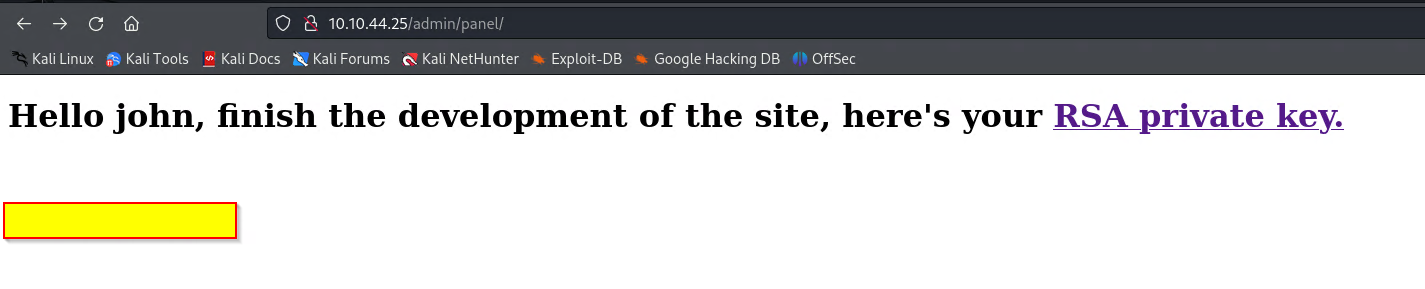 10.10.44.25/admin/panel/
Kali Linux Kali Tools Kali Docs Kali Forums Kali NetHunter Exploit-DB Google Hacking DB OffSec
Hello john, finish the development of the site, here's your RSA private key.